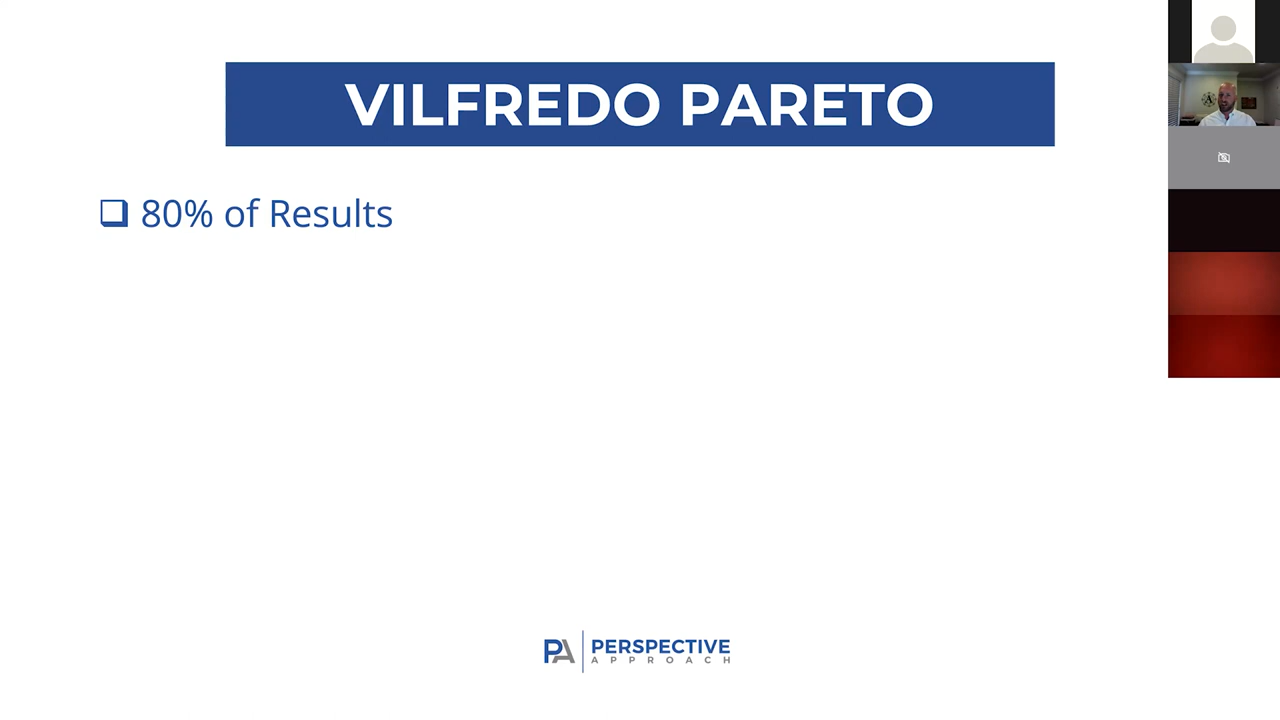 VILFREDO PARETO
❑ 80% of Results
PA PERSPECTIVE
APPROACH